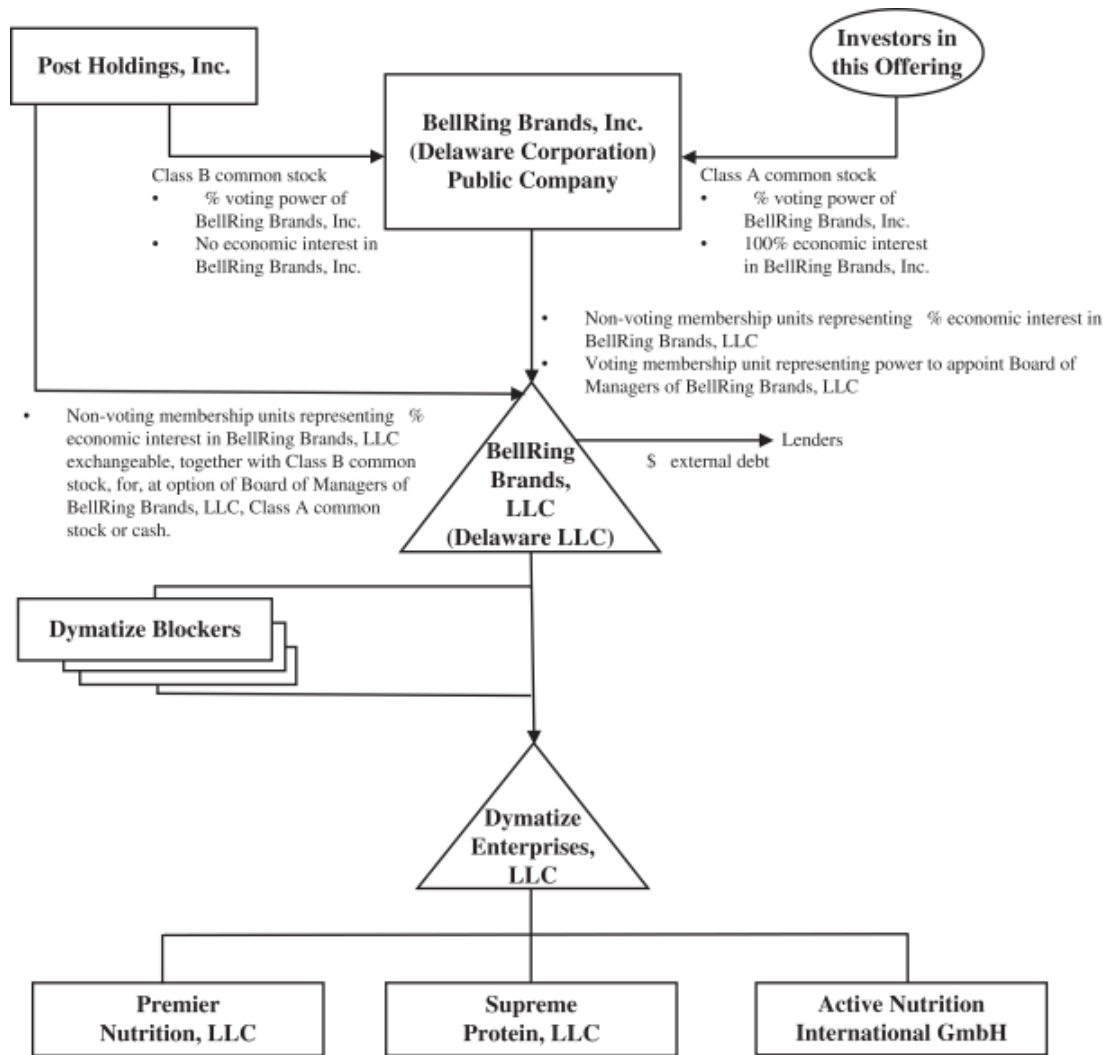 Post Holdings, Inc.
Investors in
this Offering
BellRing Brands, Inc.
(Delaware Corporation)
Public Company
Class B common stock
• % voting power of
BellRing Brands, Inc.
• No economic interest in
BellRing Brands, Inc.
Class A common stock
• % voting power of
BellRing Brands, Inc.
• 100% economic interest
in BellRing Brands, Inc.
• Non-voting membership units representing % economic interest in
BellRing Brands, LLC
• Voting membership unit representing power to appoint Board of
Managers of BellRing Brands, LLC
• Non-voting membership units representing %
economic interest in BellRing Brands, LLC
exchangeable, together with Class B common
stock, for, at option of Board of Managers of
BellRing Brands, LLC, Class A common
stock or cash.
BellRing
Brands,
LLC
(Delaware LLC)
Lenders
$ external debt
Dymatize Blockers
Dymatize
Enterprises,
LLC
Premier
Nutrition, LLC
Supreme
Protein, LLC
Active Nutrition
International GmbH